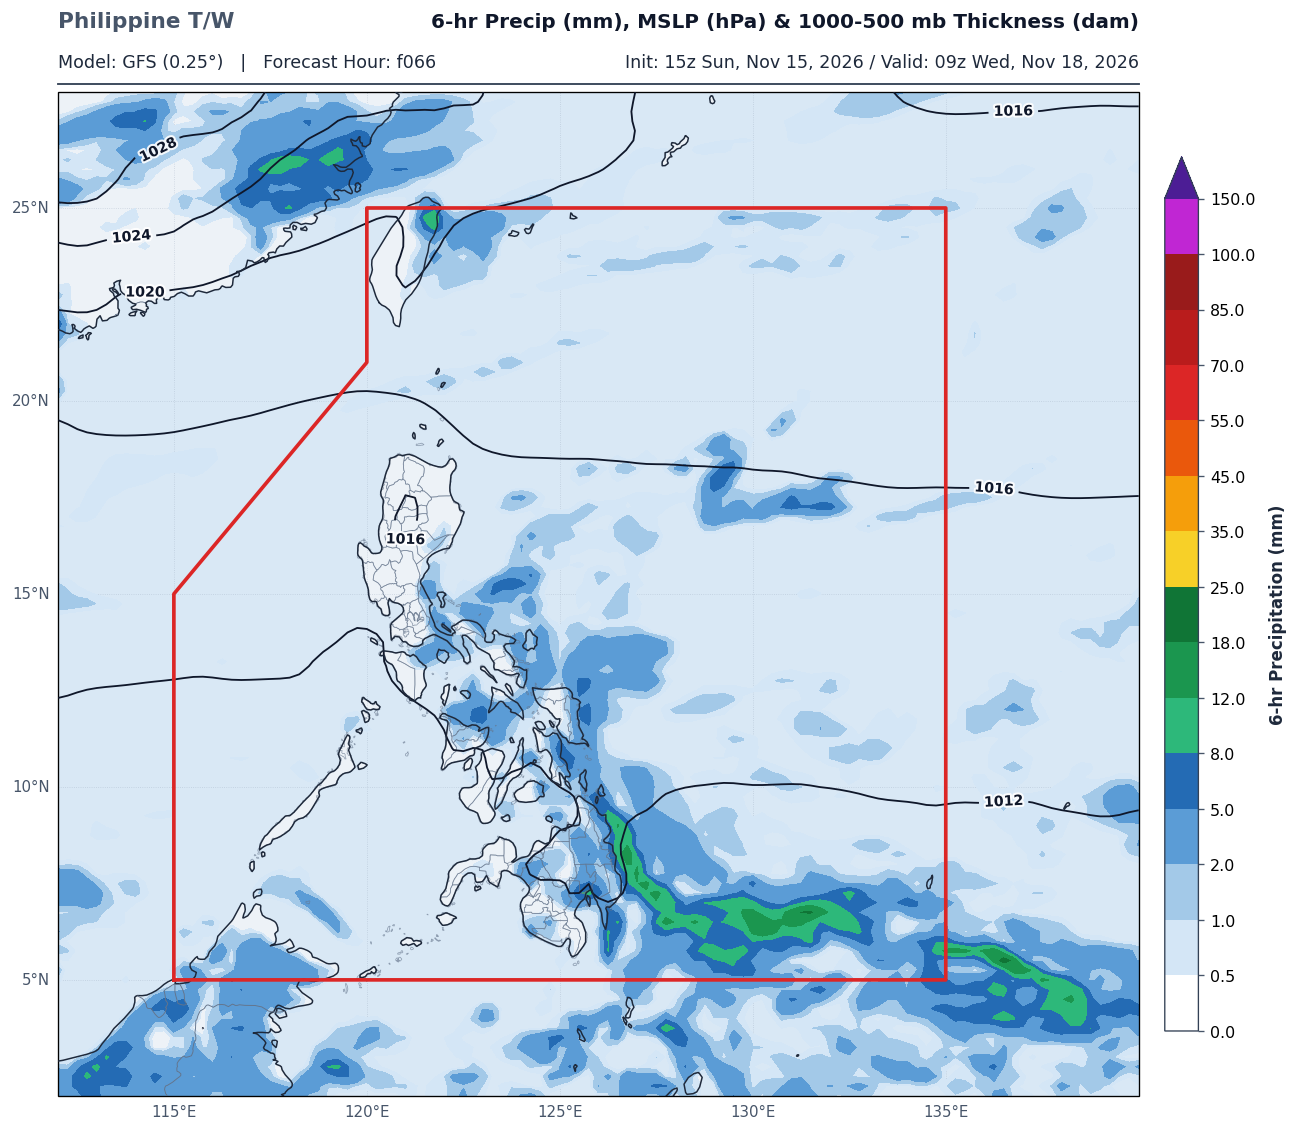 Philippine T/W
6-hr Precip (mm), MSLP (hPa) & 1000-500 mb Thickness (dam)
Model: GFS (0.25°) | Forecast Hour: f066
Init: 15z Sun, Nov 15, 2026 / Valid: 09z Wed, Nov 18, 2026
1016
1028
1024
1020
1016
1016
1012
25°N
20°N
15°N
10°N
5°N
115°E
120°E
125°E
130°E
135°E
150.0
100.0
85.0
70.0
55.0
45.0
35.0
25.0
18.0
12.0
8.0
5.0
2.0
1.0
0.5
0.0
6-hr Precipitation (mm)